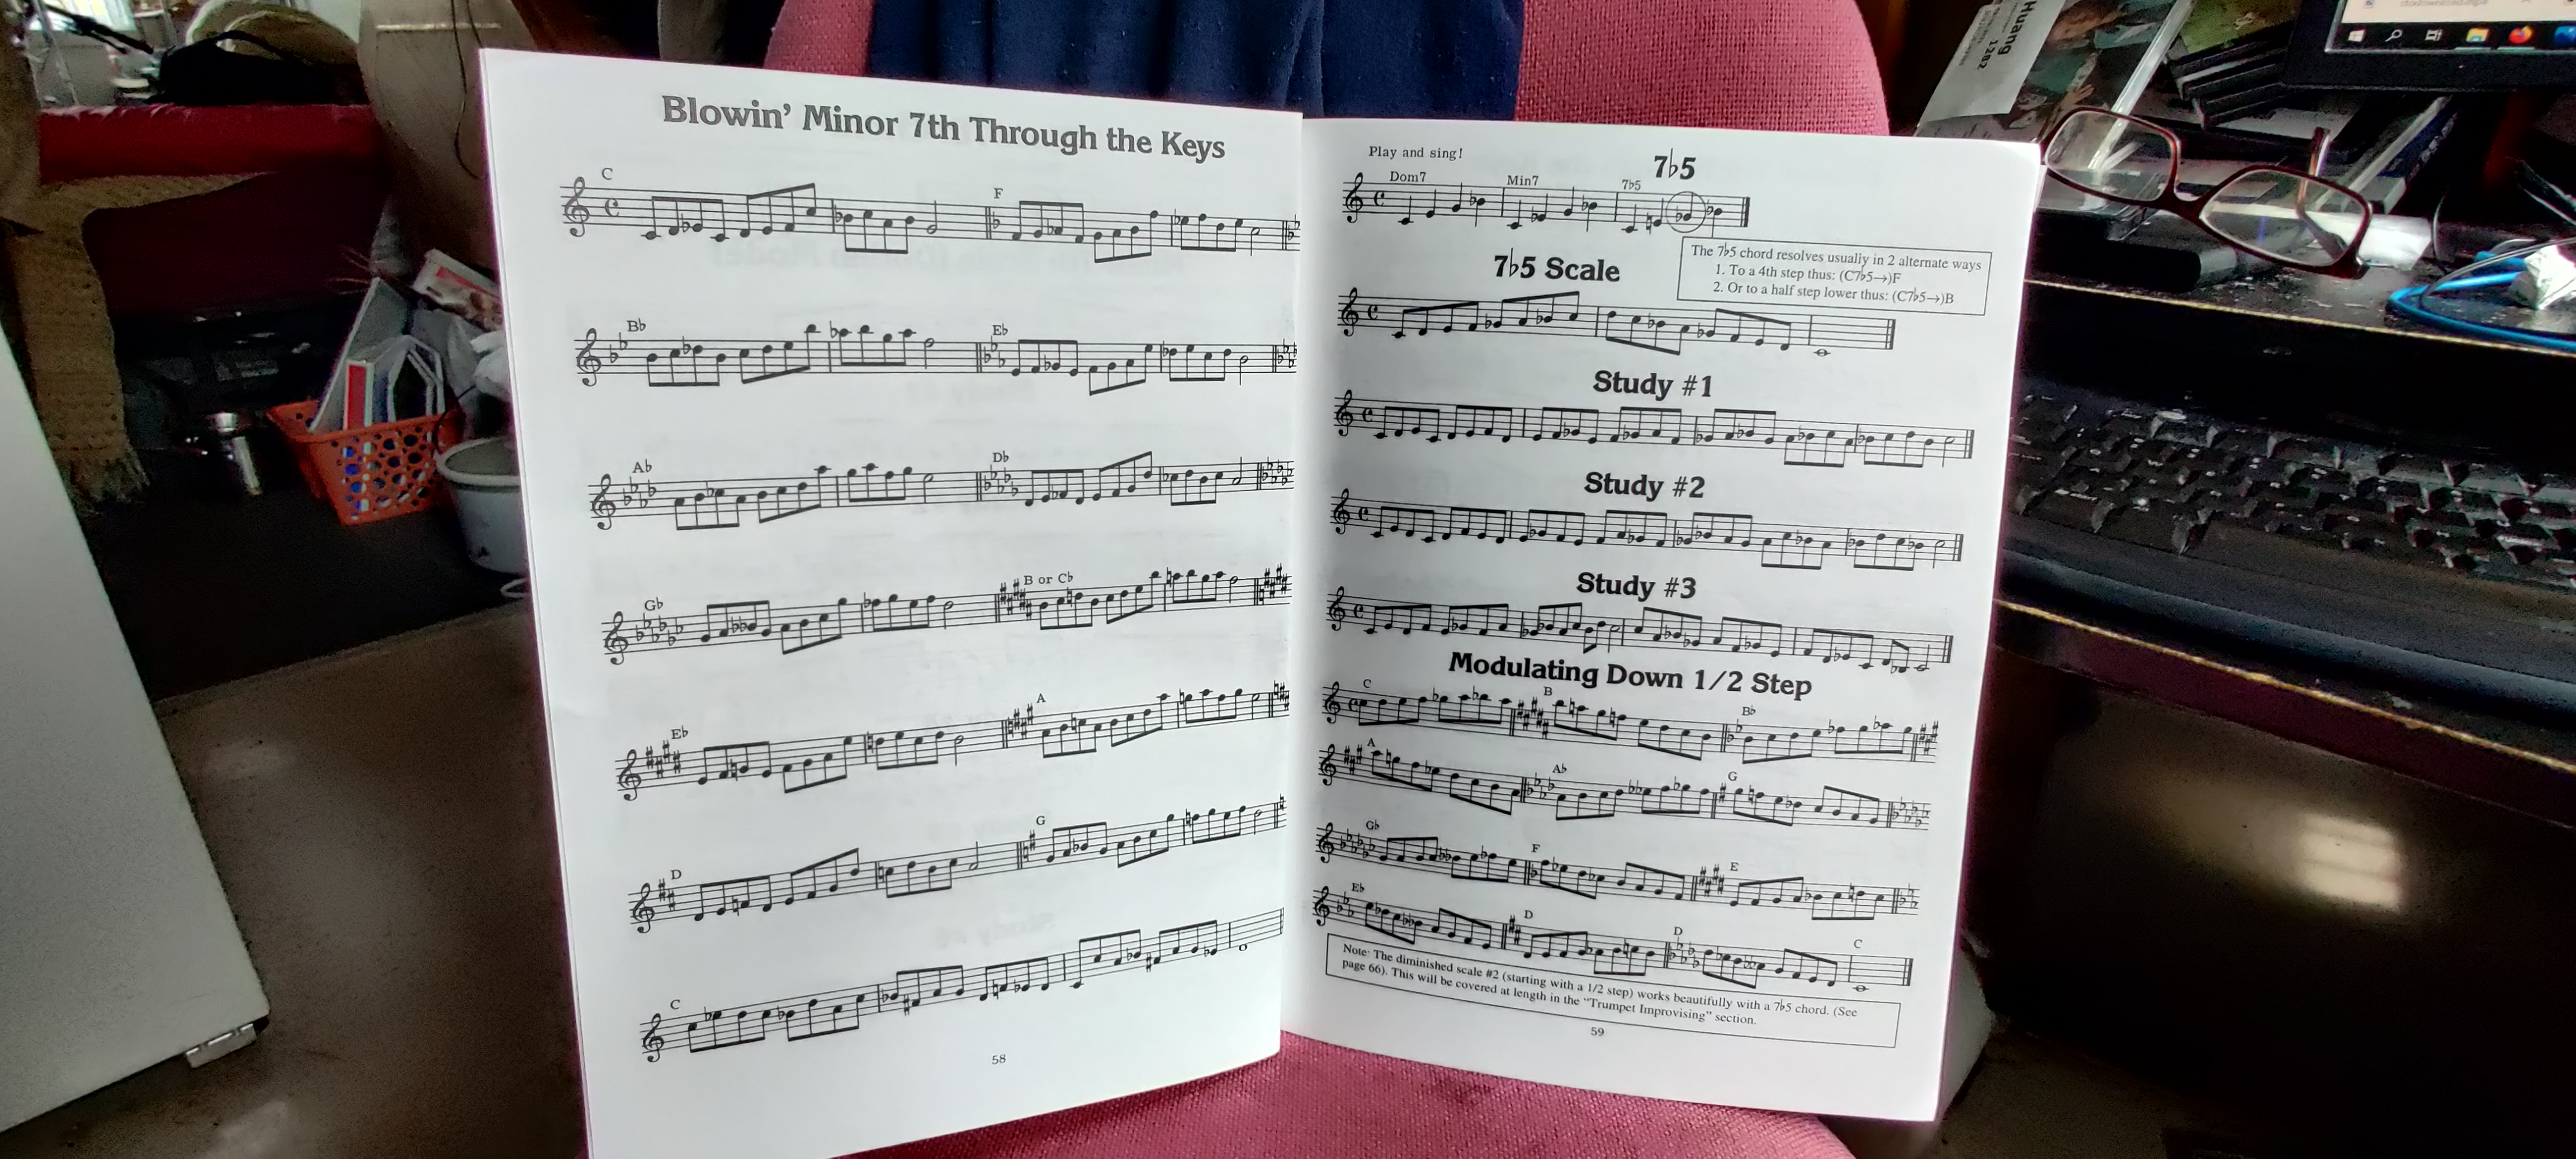 Blowin' Minor 7th Through the Keys
C
F
Bb
Eb
Ab
Db
Gb
B or Cb
Eb
A
D
G
C
58
Play and sing!
7♭5
Dom7
Min7
7♭5
The 7♭5 chord resolves usually in 2 alternate ways
1. To a 4th step thus: (C7♭5→)F
2. Or to a half step lower thus: (C7♭5→)B
7♭5 Scale
Study #1
Study #2
Study #3
Modulating Down 1/2 Step
C
B
Bb
A
Ab
G
Gb
F
E
Eb
D
D
C
Note: The diminished scale #2 (starting with a 1/2 step) works beautifully with a 7♭5 chord. (See
page 66). This will be covered at length in the "Trumpet Improvising" section.
59
Huang